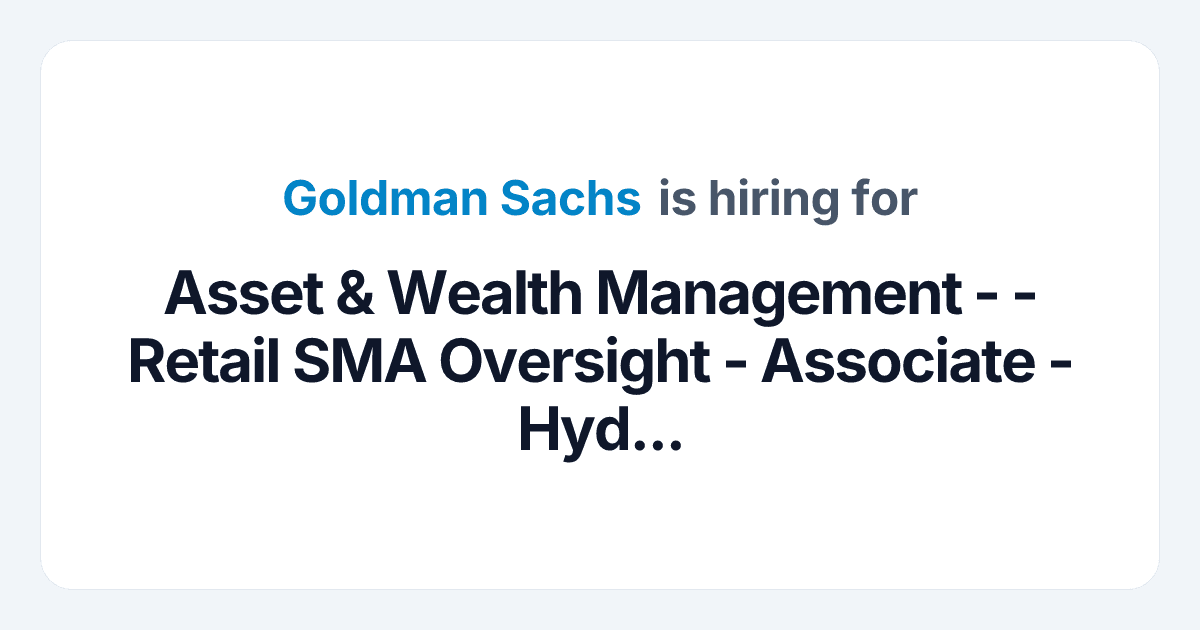 Goldman Sachs is hiring for
Asset & Wealth Management - -
Retail SMA Oversight - Associate -
Hyd...